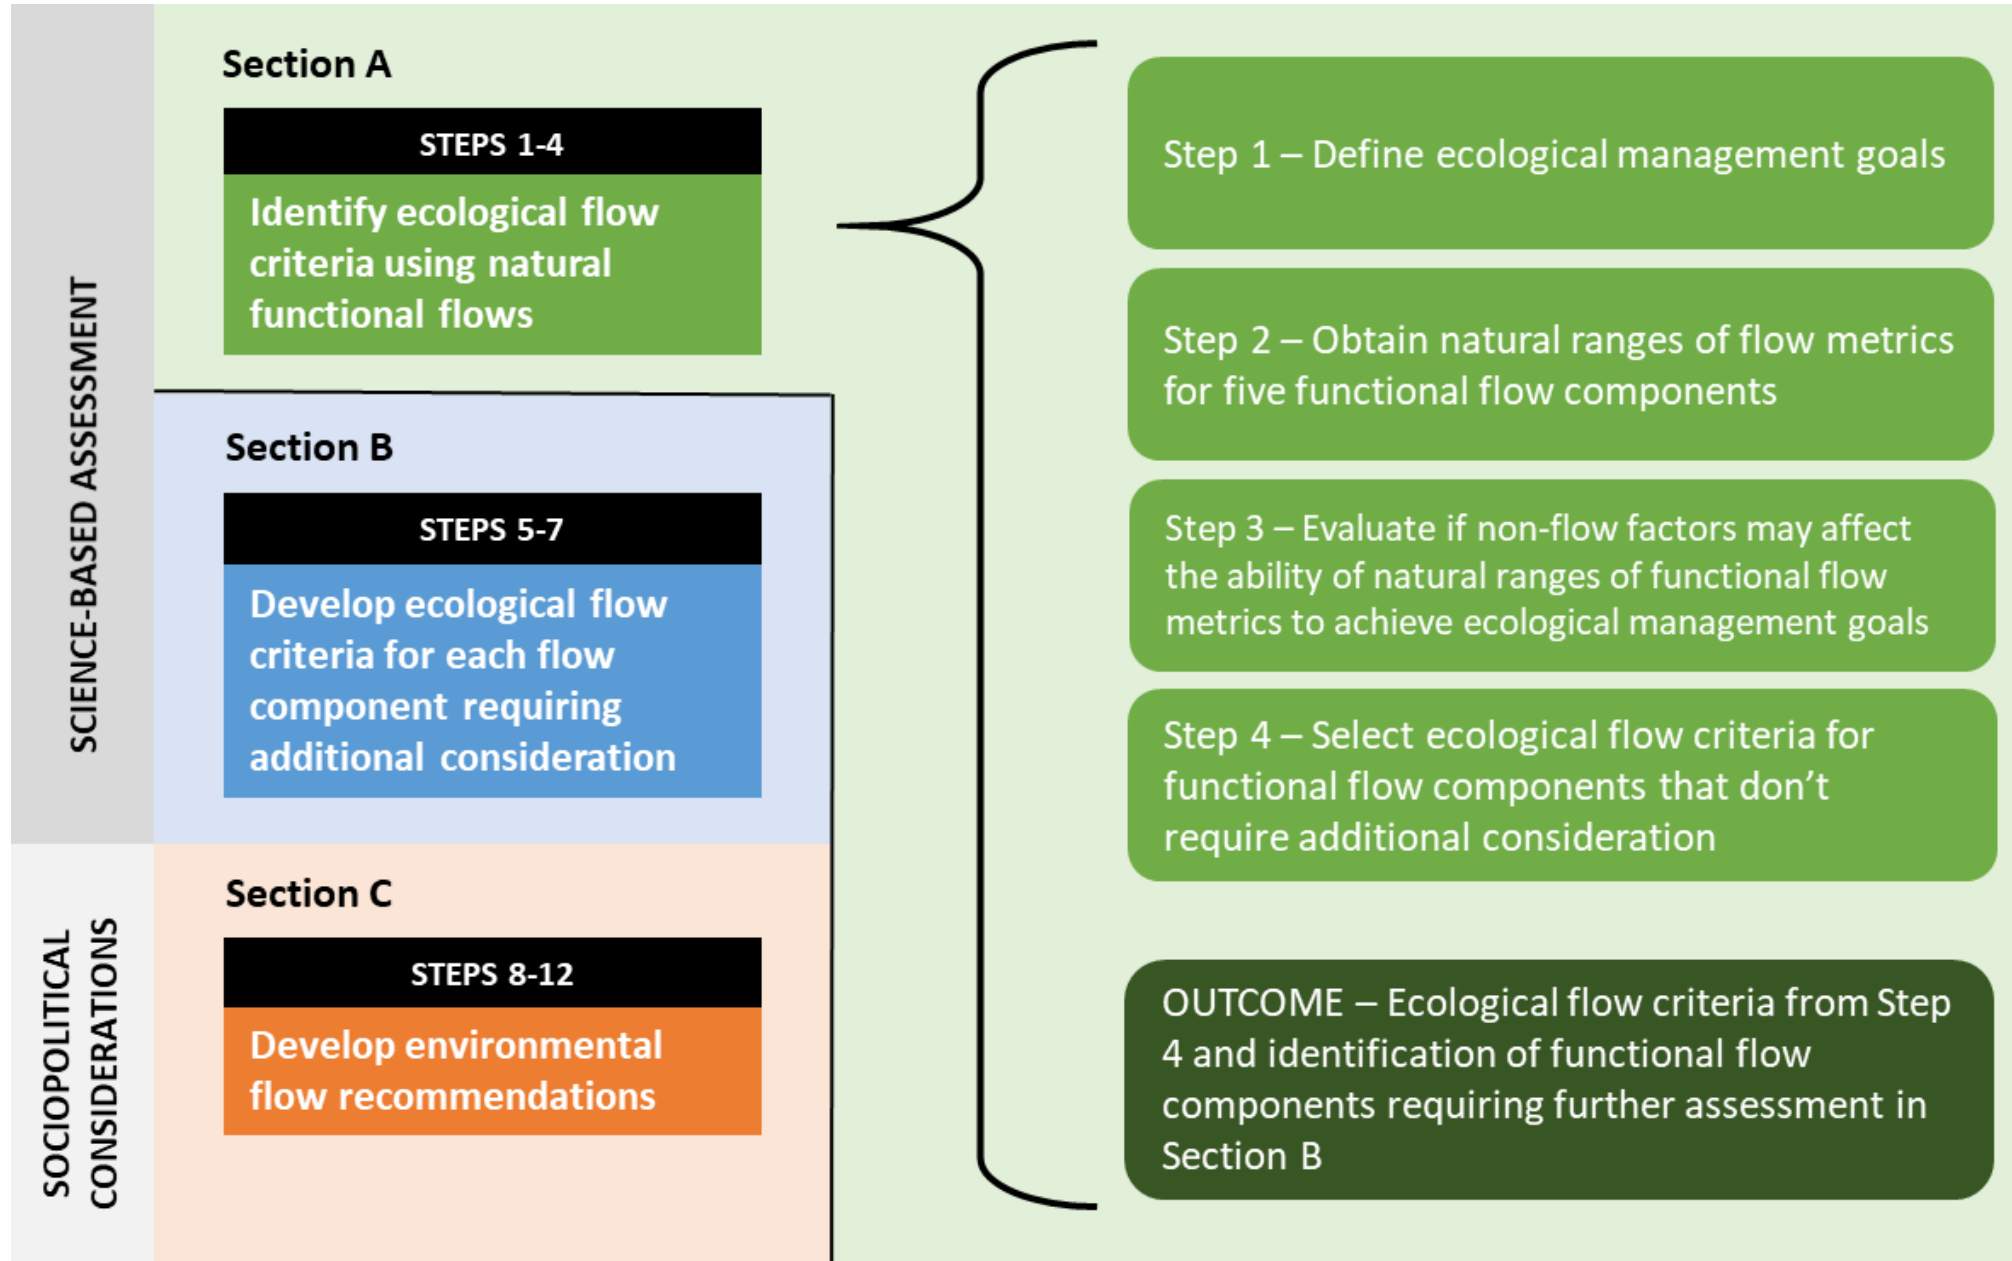 SCIENCE-BASED ASSESSMENT
SOCIOPOLITICAL
CONSIDERATIONS
Section A
STEPS 1-4
Identify ecological flow
criteria using natural
functional flows
Section B
STEPS 5-7
Develop ecological flow
criteria for each flow
component requiring
additional consideration
Section C
STEPS 8-12
Develop environmental
flow recommendations
Step 1 – Define ecological management goals
Step 2 – Obtain natural ranges of flow metrics
for five functional flow components
Step 3 – Evaluate if non-flow factors may affect
the ability of natural ranges of functional flow
metrics to achieve ecological management goals
Step 4 – Select ecological flow criteria for
functional flow components that don’t
require additional consideration
OUTCOME – Ecological flow criteria from Step
4 and identification of functional flow
components requiring further assessment in
Section B